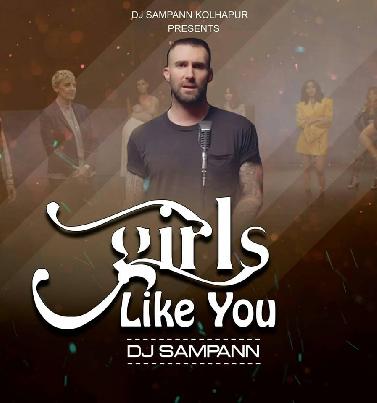 DJ SAMPANN KOLHAPUR
PRESENTS
girls
Like You
DJ SAMPANN